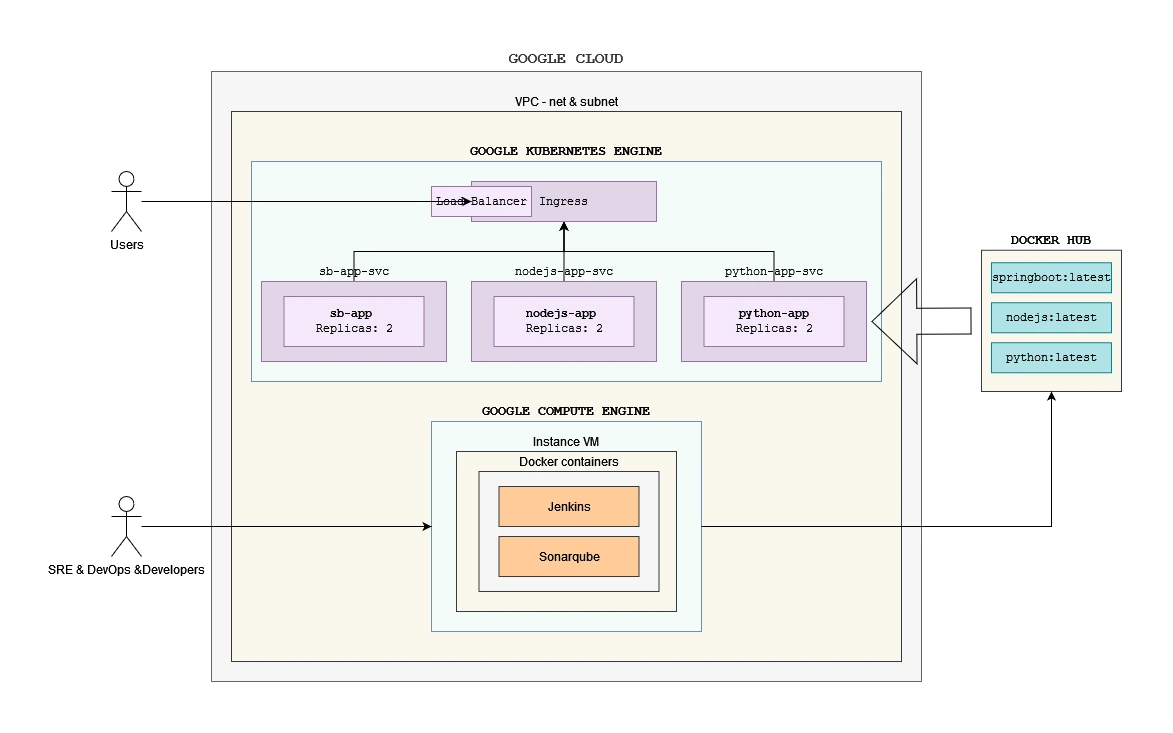 GOOGLE CLOUD
VPC - net & subnet
GOOGLE KUBERNETES ENGINE
Load Balancer
Ingress
Users
sb-app-svc
nodejs-app-svc
python-app-svc
sb-app
Replicas: 2
nodejs-app
Replicas: 2
python-app
Replicas: 2
DOCKER HUB
springboot:latest
nodejs:latest
python:latest
GOOGLE COMPUTE ENGINE
Instance VM
Docker containers
Jenkins
Sonarqube
SRE & DevOps &Developers